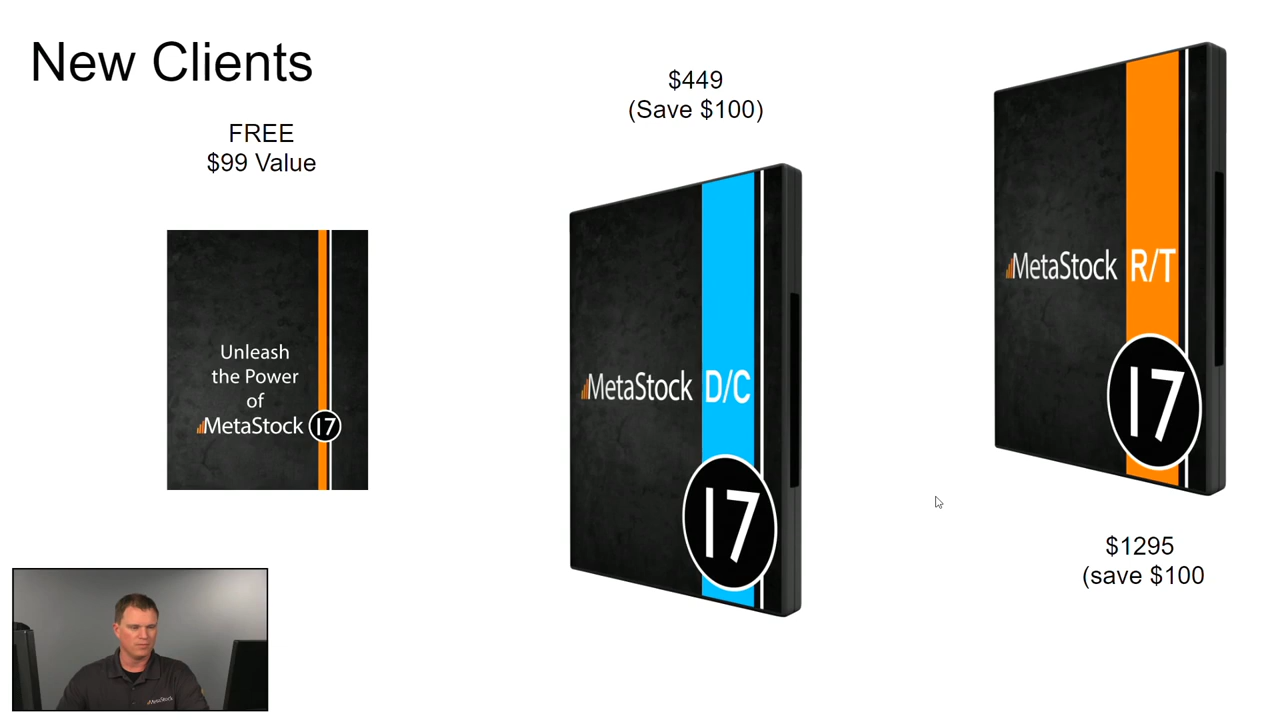 New Clients
FREE
$99 Value
Unleash
the Power
of
MetaStock 17
$449
(Save $100)
MetaStock D/C
17
MetaStock R/T
17
$1295
(save $100
MetaStock